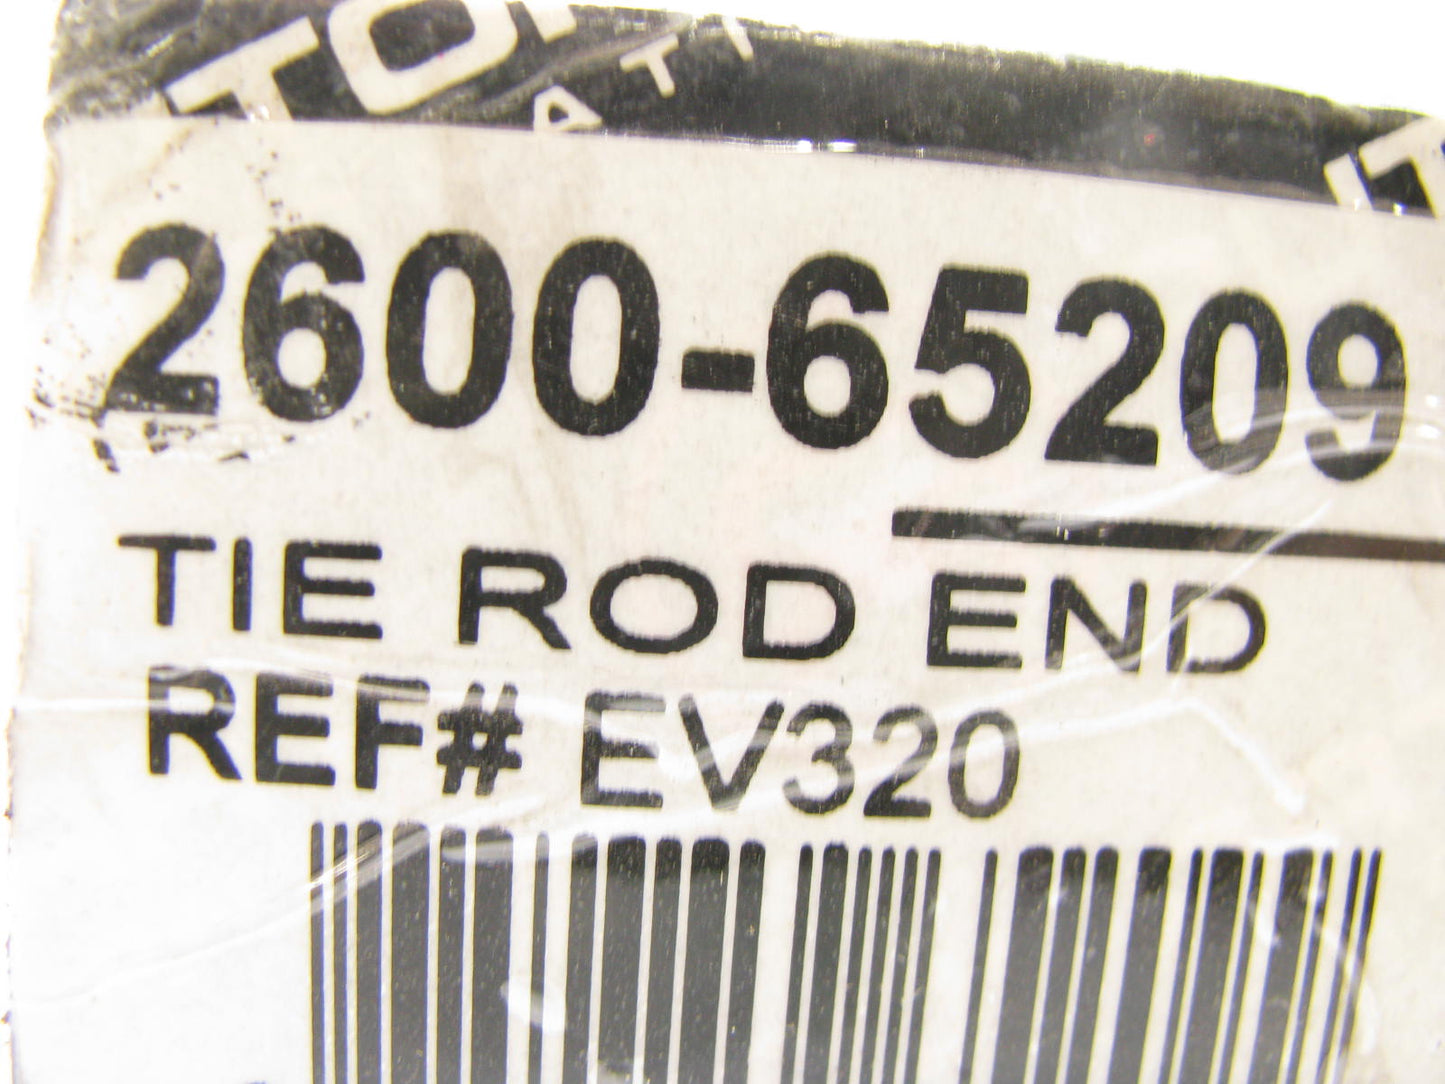 2600-65209
TIE ROD END
REF# EV320